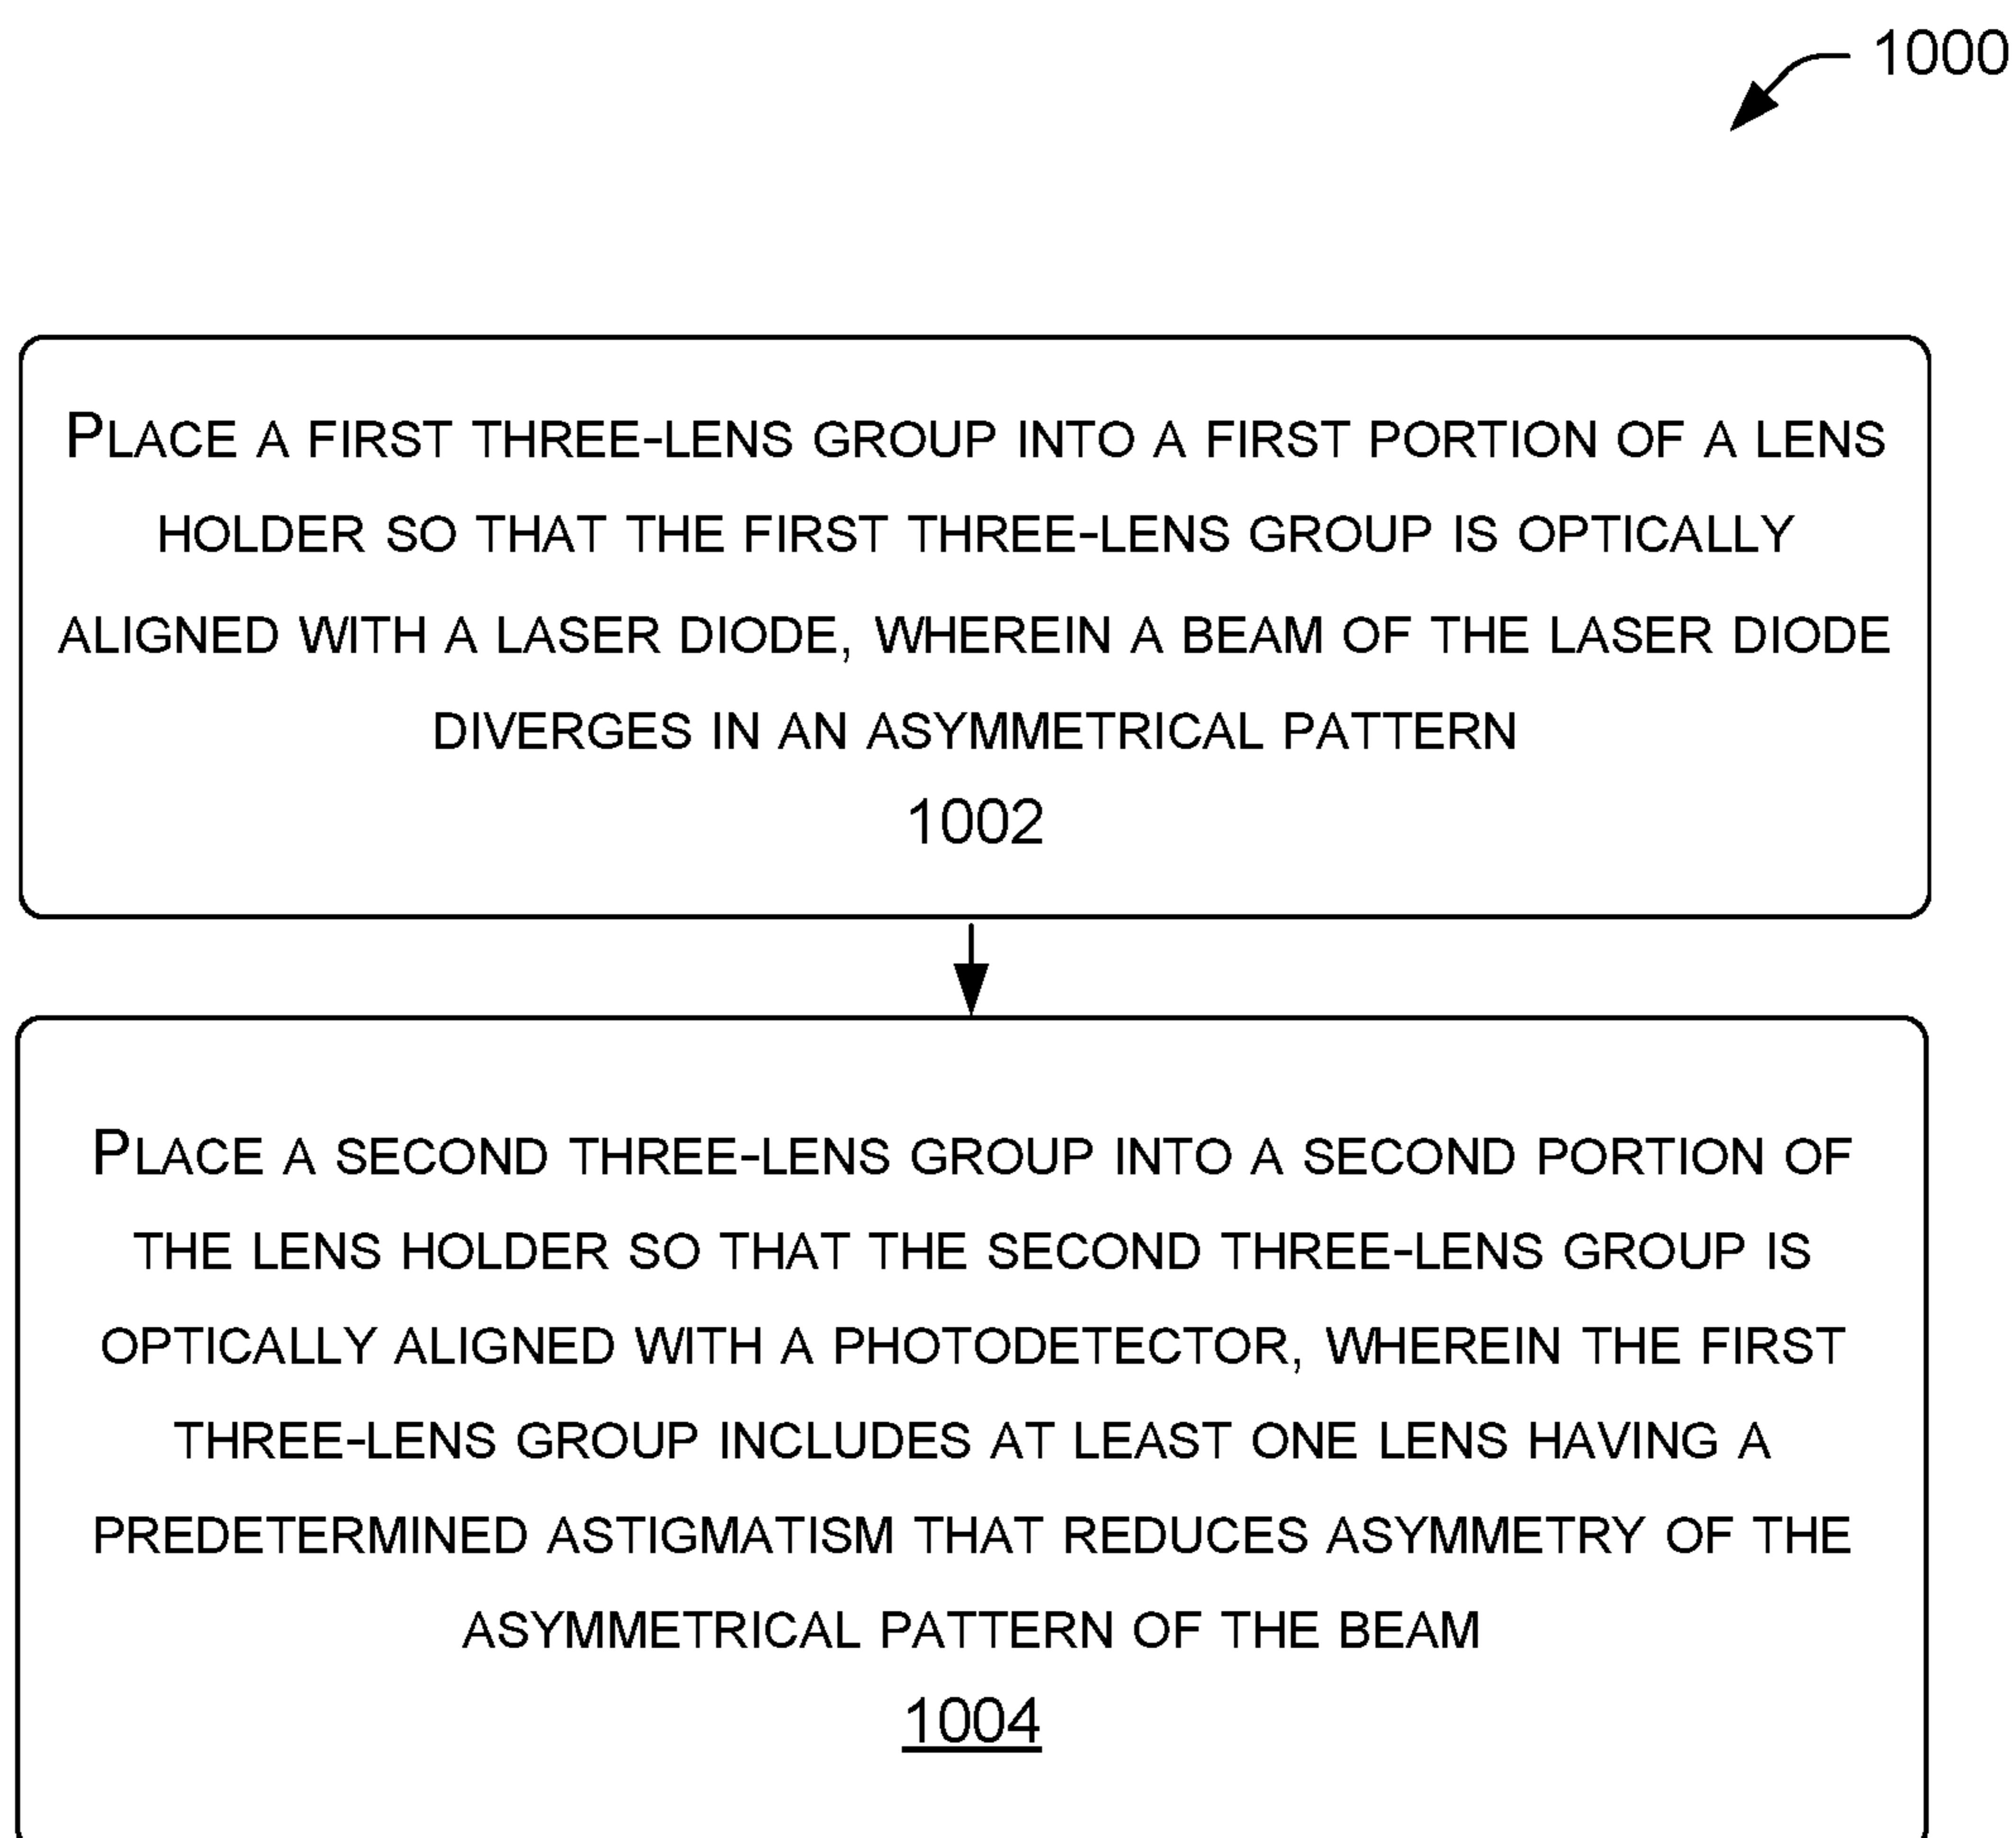 1000
PLACE A FIRST THREE-LENS GROUP INTO A FIRST PORTION OF A LENS
HOLDER SO THAT THE FIRST THREE-LENS GROUP IS OPTICALLY
ALIGNED WITH A LASER DIODE, WHEREIN A BEAM OF THE LASER DIODE
DIVERGES IN AN ASYMMETRICAL PATTERN
1002
PLACE A SECOND THREE-LENS GROUP INTO A SECOND PORTION OF
THE LENS HOLDER SO THAT THE SECOND THREE-LENS GROUP IS
OPTICALLY ALIGNED WITH A PHOTODETECTOR, WHEREIN THE FIRST
THREE-LENS GROUP INCLUDES AT LEAST ONE LENS HAVING A
PREDETERMINED ASTIGMATISM THAT REDUCES ASYMMETRY OF THE
ASYMMETRICAL PATTERN OF THE BEAM
1004